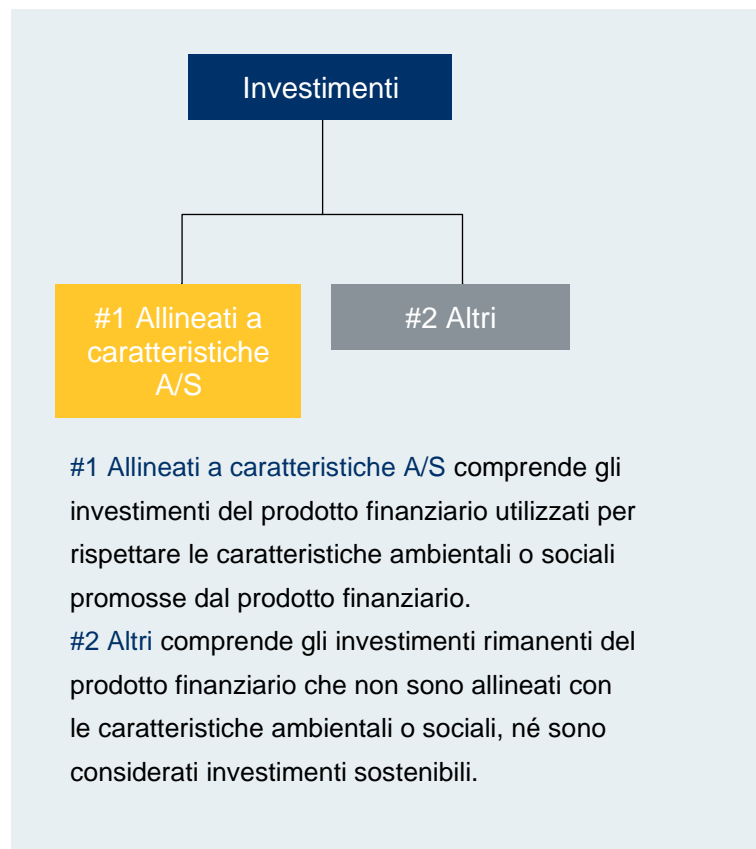 Investimenti
#1 Allineati a
caratteristiche
A/S
#2 Altri
#1 Allineati a caratteristiche A/S comprende gli
investimenti del prodotto finanziario utilizzati per
rispettare le caratteristiche ambientali o sociali
promosse dal prodotto finanziario.
#2 Altri comprende gli investimenti rimanenti del
prodotto finanziario che non sono allineati con
le caratteristiche ambientali o sociali, né sono
considerati investimenti sostenibili.